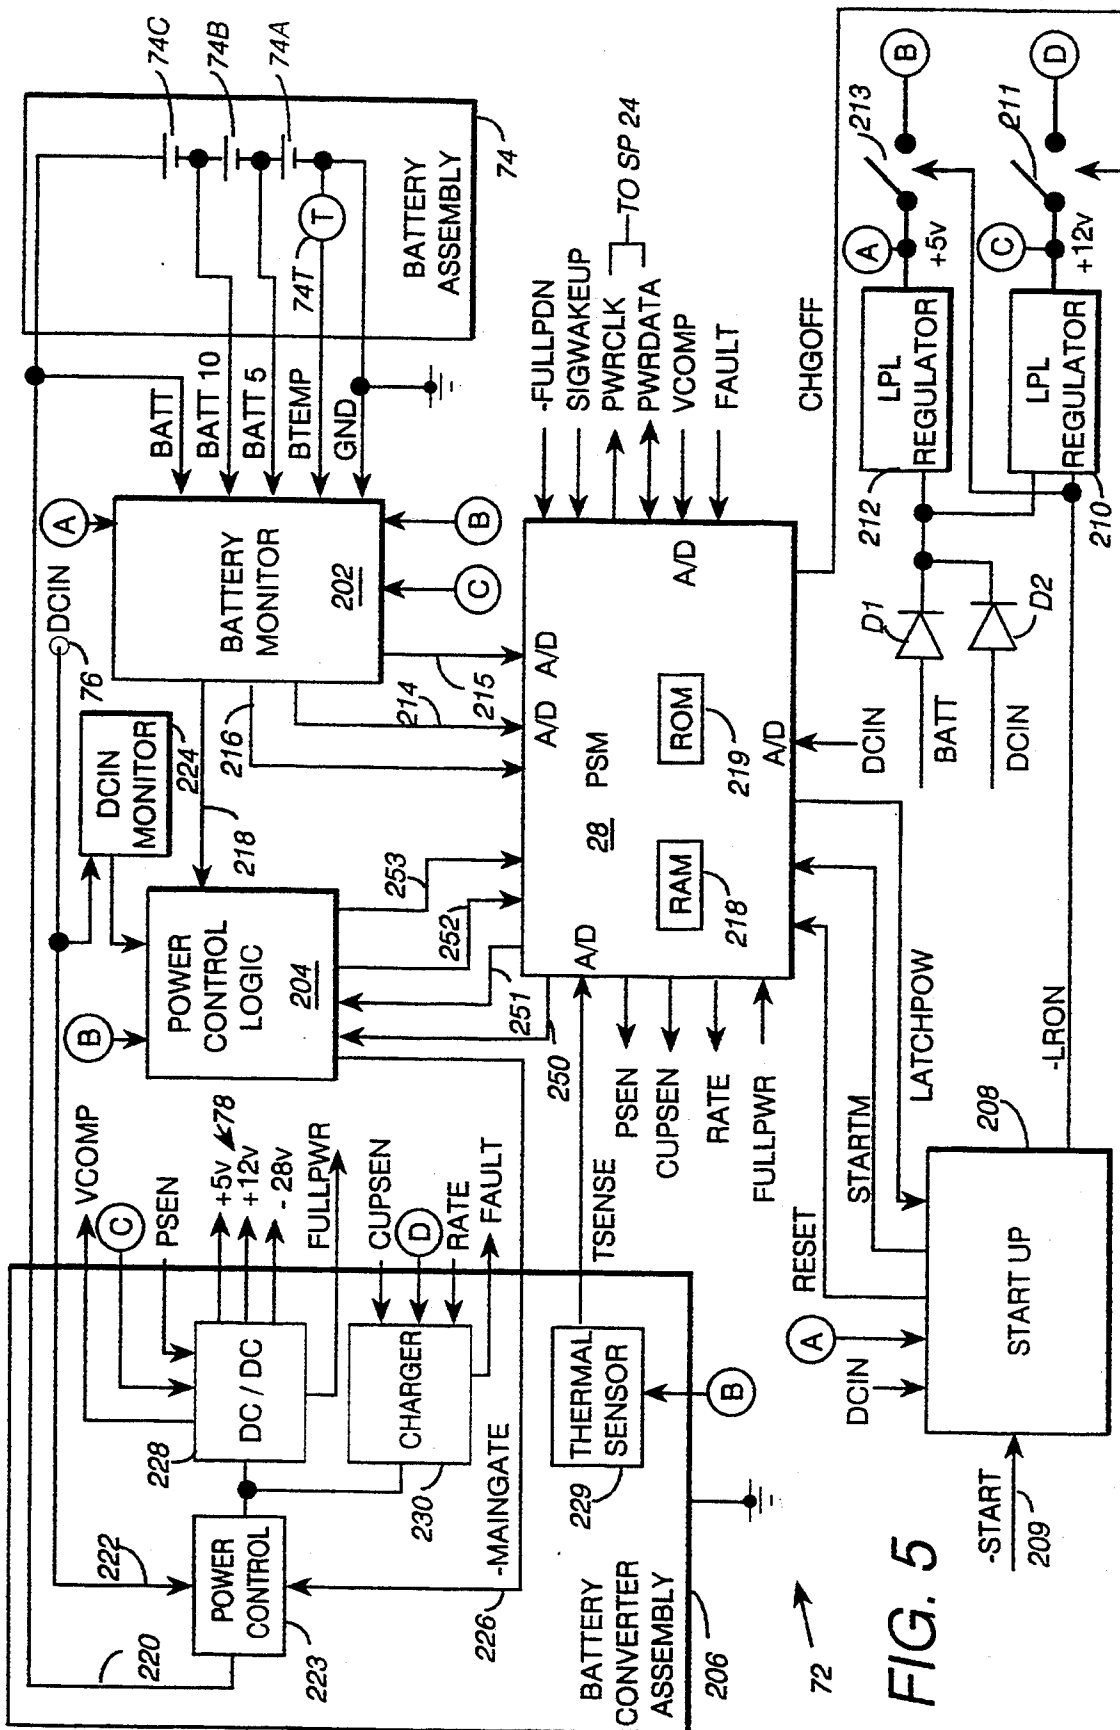 220
222
POWER
CONTROL
223
226
-MAINGATE
BATTERY
CONVERTER
ASSEMBLY
206
72
FIG. 5
VCOMP
C
PSEN
228
DC / DC
+5v
78
+12v
- 28v
FULLPWR
CUPSEN
D
RATE
FAULT
CHARGER
230
THERMAL
SENSOR
229
B
TSENSE
B
POWER
CONTROL
LOGIC
204
DCIN
MONITOR
224
76
DCIN
218
216
214
215
253
252
251
250
A
BATTERY
MONITOR
202
C
B
BATT
BATT 10
BATT 5
BTEMP
GND
74C
74B
74A
T
74T
BATTERY
ASSEMBLY
74
A/D
A/D
A/D
A/D
A/D
PSM
28
RAM
218
ROM
219
PSEN
CUPSEN
RATE
FULLPWR
-FULLPDN
SIGWAKEUP
PWRCLK
PWRDATA
TO SP 24
VCOMP
FAULT
CHGOFF
RESET
STARTM
LATCHPOW
DCIN
-START
209
DCIN
A
START UP
208
-LRON
BATT
DCIN
D1
D2
212
LPL
REGULATOR
A
+5v
213
B
210
LPL
REGULATOR
C
+12v
211
D